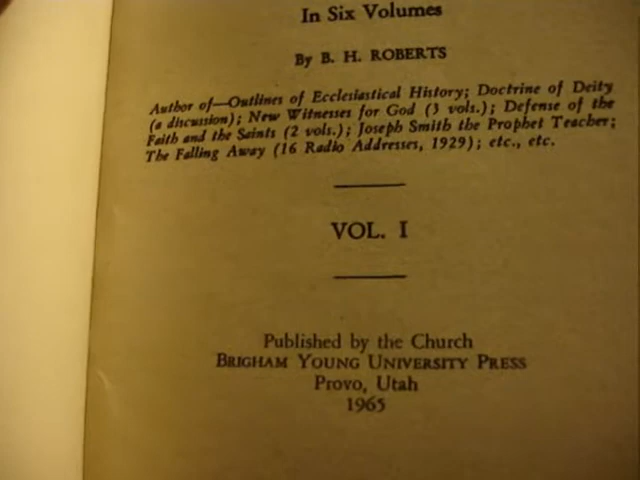 In Six Volumes
By B. H. ROBERTS
Author of—Outlines of Ecclesiastical History; Doctrine of Deity
(a discussion); New Witnesses for God (3 vols.); Defense of the
Faith and the Saints (2 vols.); Joseph Smith the Prophet Teacher;
The Falling Away (16 Radio Addresses, 1929); etc., etc.
VOL. I
Published by the Church
BRIGHAM YOUNG UNIVERSITY PRESS
Provo, Utah
1965